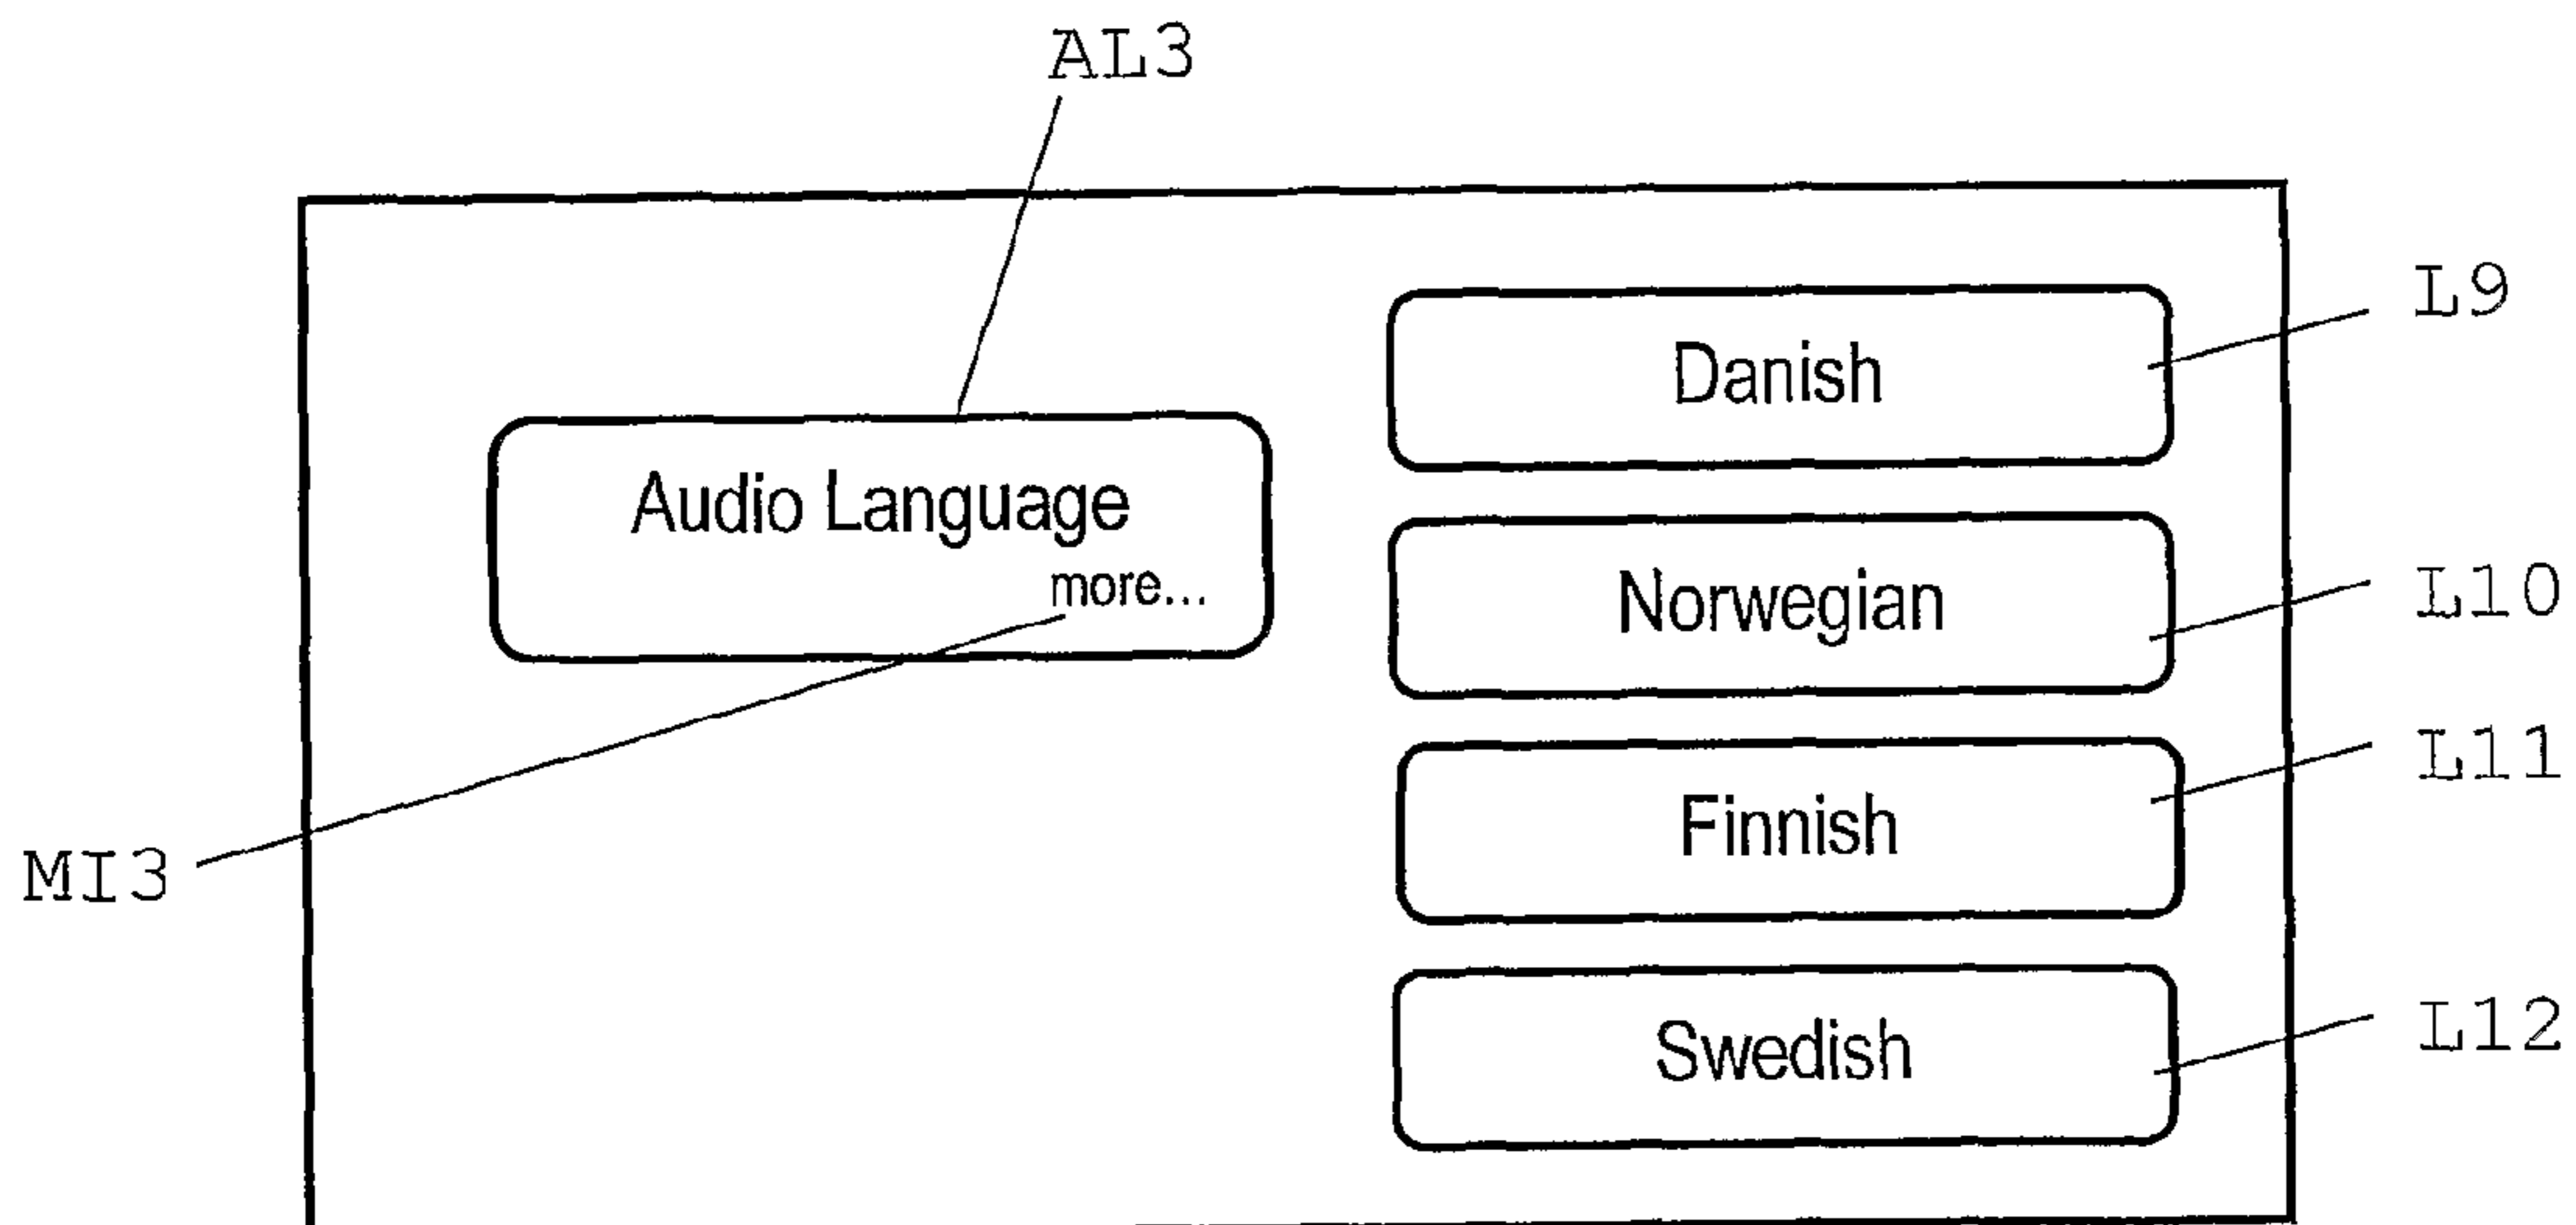 AL3
L9
Danish
Audio Language
more...
L10
Norwegian
L11
Finnish
MI3
L12
Swedish